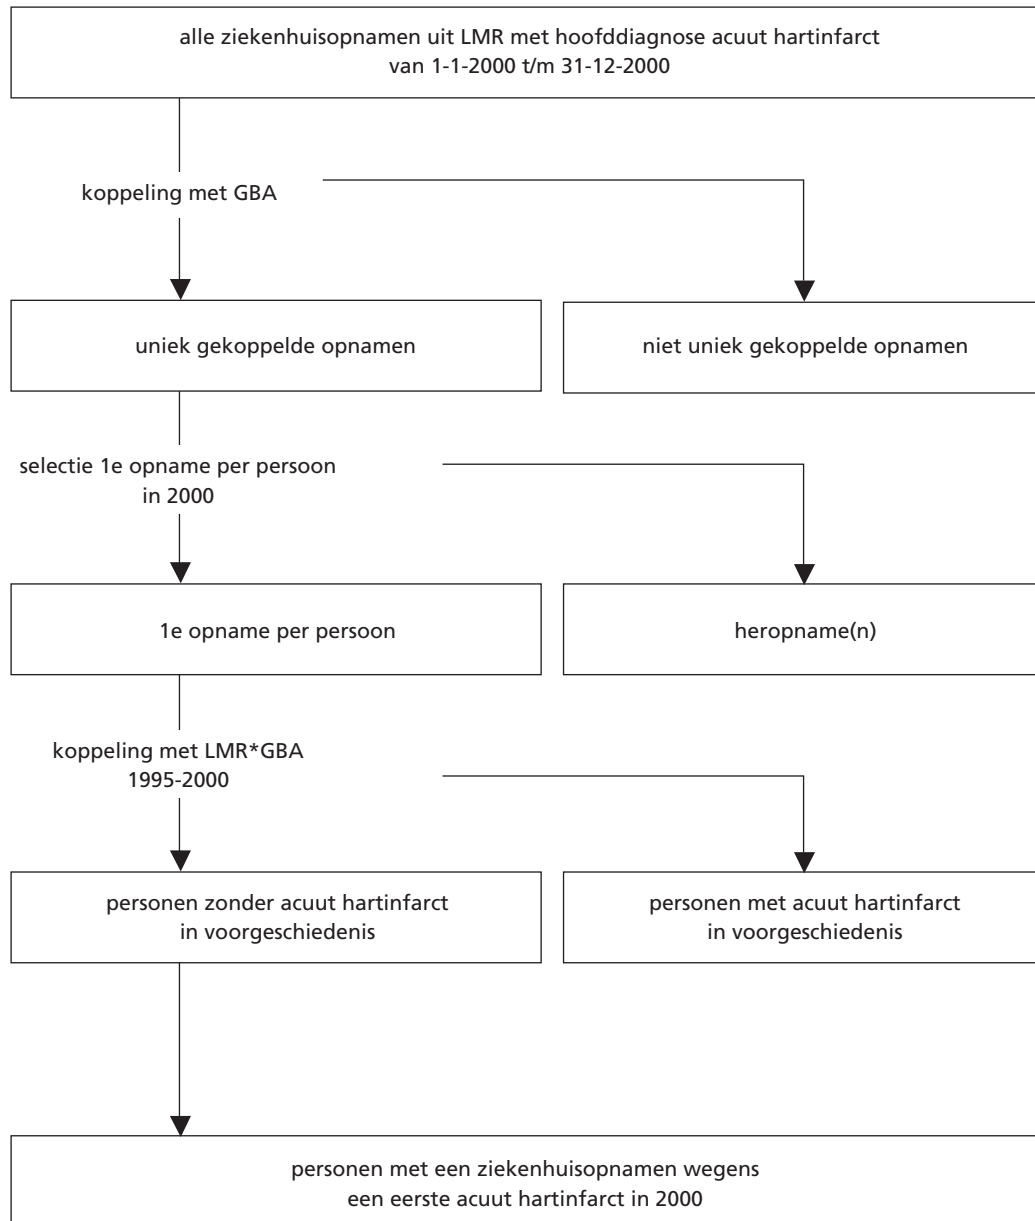 alle ziekenhuisopnamen uit LMR met hoofddiagnose acuut hartinfarct
van 1-1-2000 t/m 31-12-2000
koppeling met GBA
uniek gekoppelde opnamen
niet uniek gekoppelde opnamen
selectie 1e opname per persoon
in 2000
1e opname per persoon
heropname(n)
koppeling met LMR*GBA
1995-2000
personen zonder acuut hartinfarct
in voorgeschiedenis
personen met acuut hartinfarct
in voorgeschiedenis
personen met een ziekenhuisopnamen wegens
een eerste acuut hartinfarct in 2000